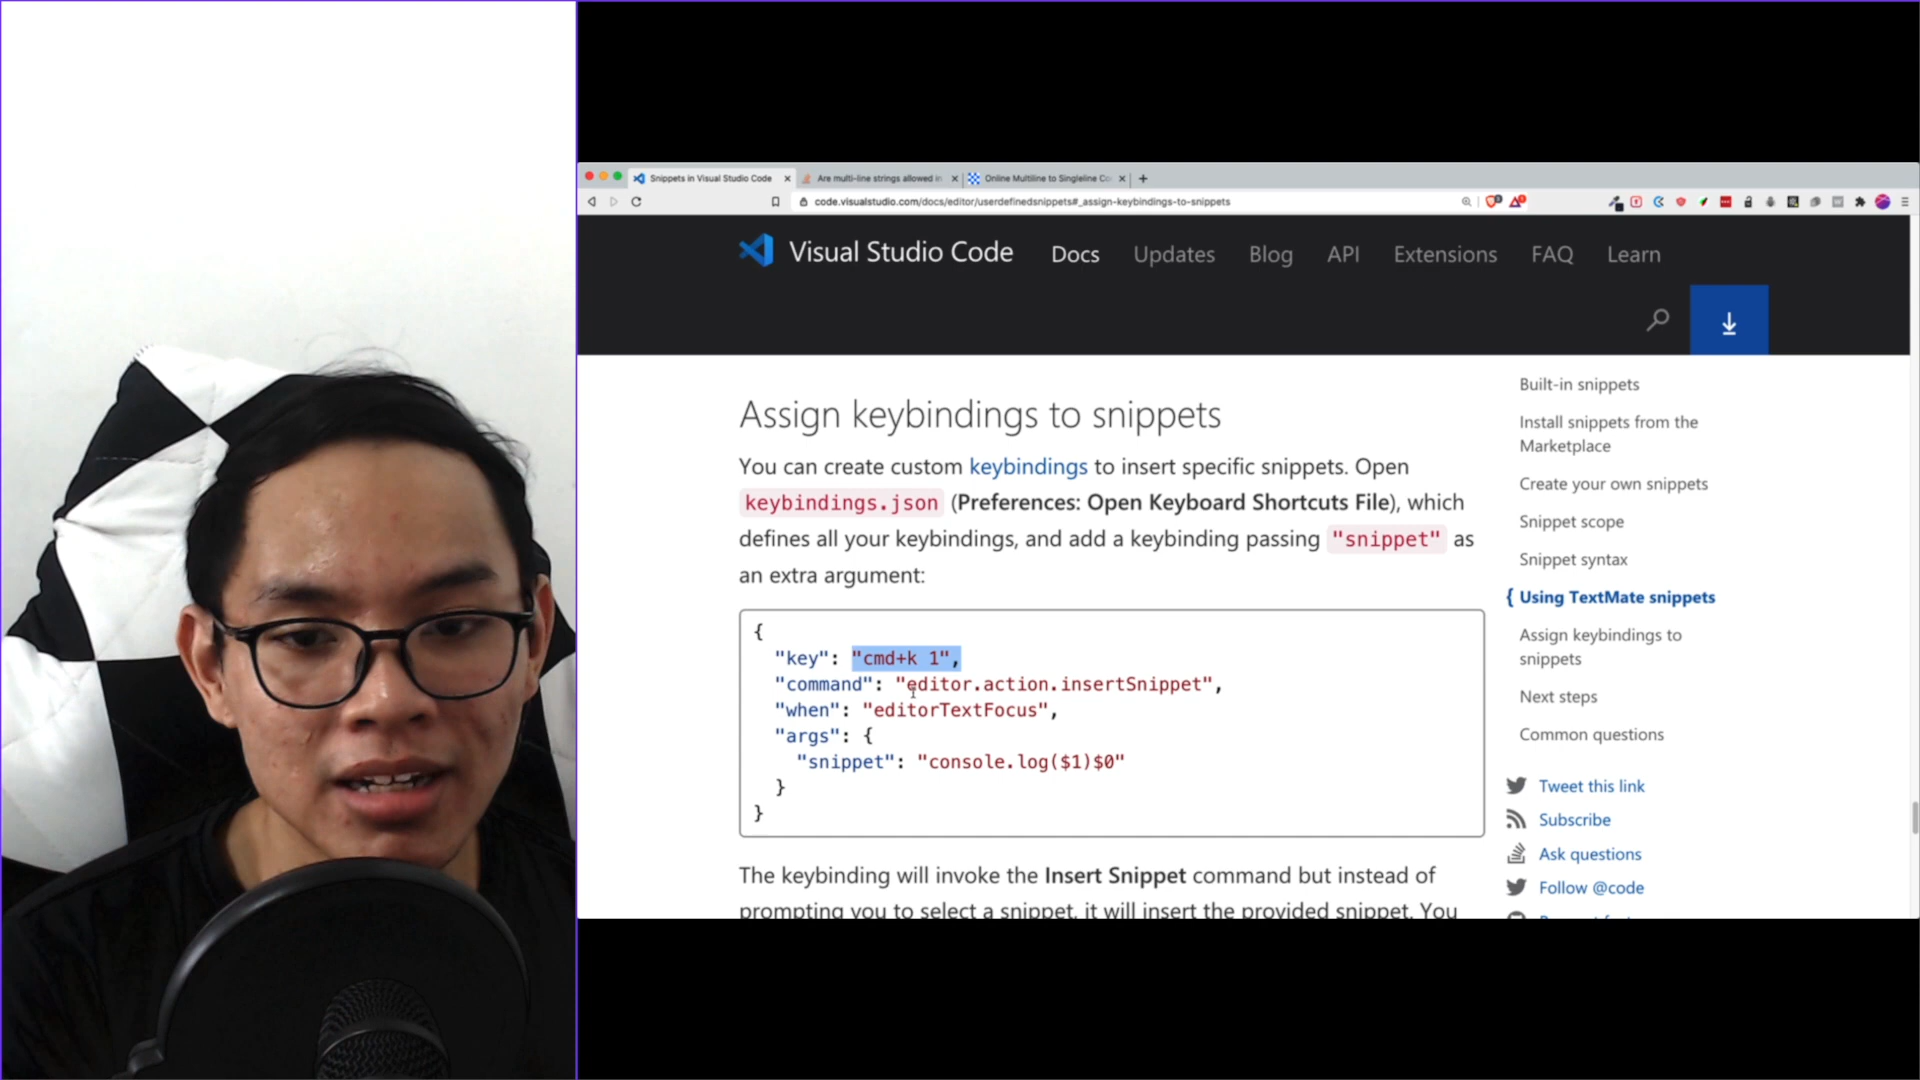 Snippets in Visual Studio Code
Are multi-line strings allowed in
Online Multiline to Singleline Co
code.visualstudio.com/docs/editor/userdefinedsnippets#_assign-keybindings-to-snippets
Visual Studio Code Docs Updates Blog API Extensions FAQ Learn
Assign keybindings to snippets
You can create custom keybindings to insert specific snippets. Open
keybindings.json (Preferences: Open Keyboard Shortcuts File), which
defines all your keybindings, and add a keybinding passing "snippet" as
an extra argument:
{
"key": "cmd+k 1",
"command": "editor.action.insertSnippet",
"when": "editorTextFocus",
"args": {
"snippet": "console.log($1)$0"
}
}
The keybinding will invoke the Insert Snippet command but instead of
prompting you to select a snippet, it will insert the provided snippet. You
Built-in snippets
Install snippets from the
Marketplace
Create your own snippets
Snippet scope
Snippet syntax
{ Using TextMate snippets
Assign keybindings to
snippets
Next steps
Common questions
Tweet this link
Subscribe
Ask questions
Follow @code